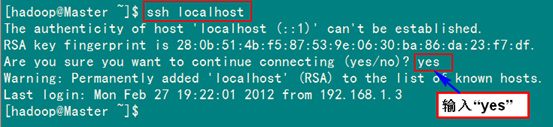 [hadoop@Master ~]$ ssh localhost
The authenticity of host 'localhost (::1)' can't be established.
RSA key fingerprint is 28:0b:51:4b:f5:87:53:9e:06:30:ba:86:da:23:f7:df.
Are you sure you want to continue connecting (yes/no)? yes
Warning: Permanently added 'localhost' (RSA) to the list of known hosts.
Last login: Mon Feb 27 19:22:01 2012 from 192.168.1.3
[hadoop@Master ~]$
输入“yes”